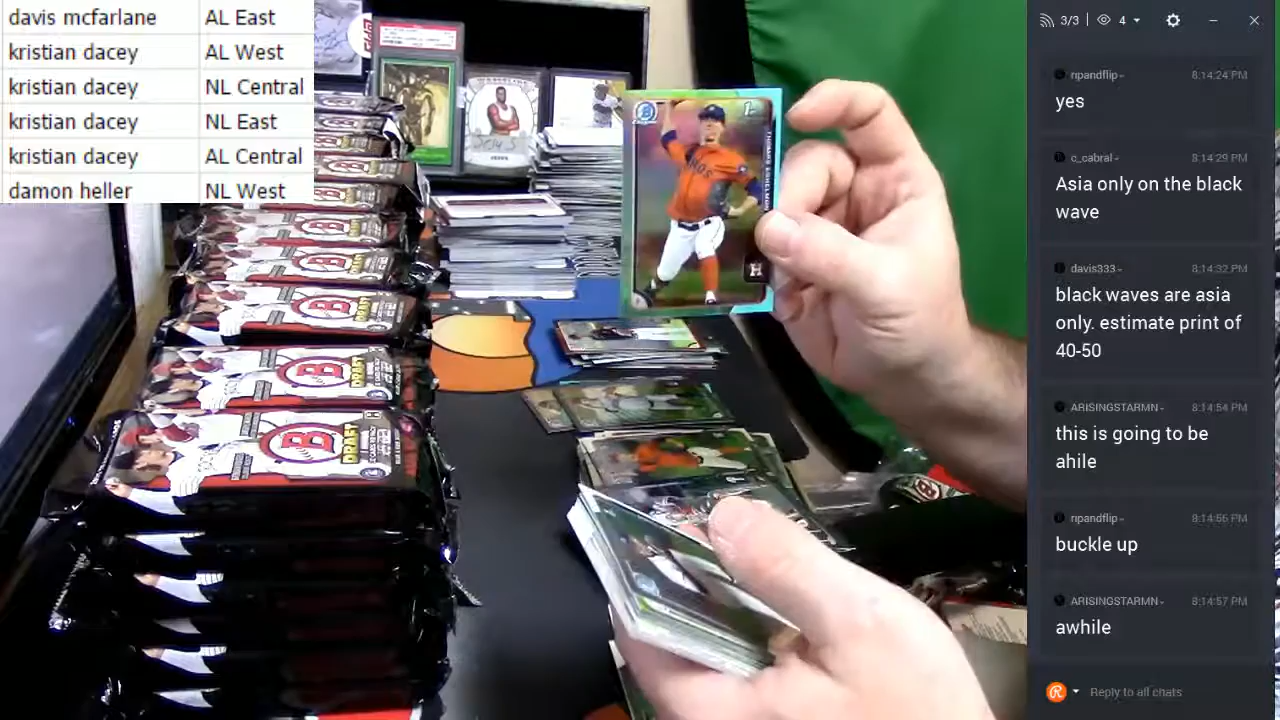 davis mcfarlane AL East
kristian dacey AL West
kristian dacey NL Central
kristian dacey NL East
kristian dacey AL Central
damon heller NL West
B
DRAFT
B
DRAFT
3/3
4
ripandflip
8:14:24 PM
yes
c_cabral
8:14:29 PM
Asia only on the black
wave
davis333
8:14:32 PM
black waves are asia
only. estimate print of
40-50
ARISINGSTARMN
8:14:54 PM
this is going to be
ahile
ripandflip
8:14:56 PM
buckle up
ARISINGSTARMN
8:14:57 PM
awhile
Reply to all chats